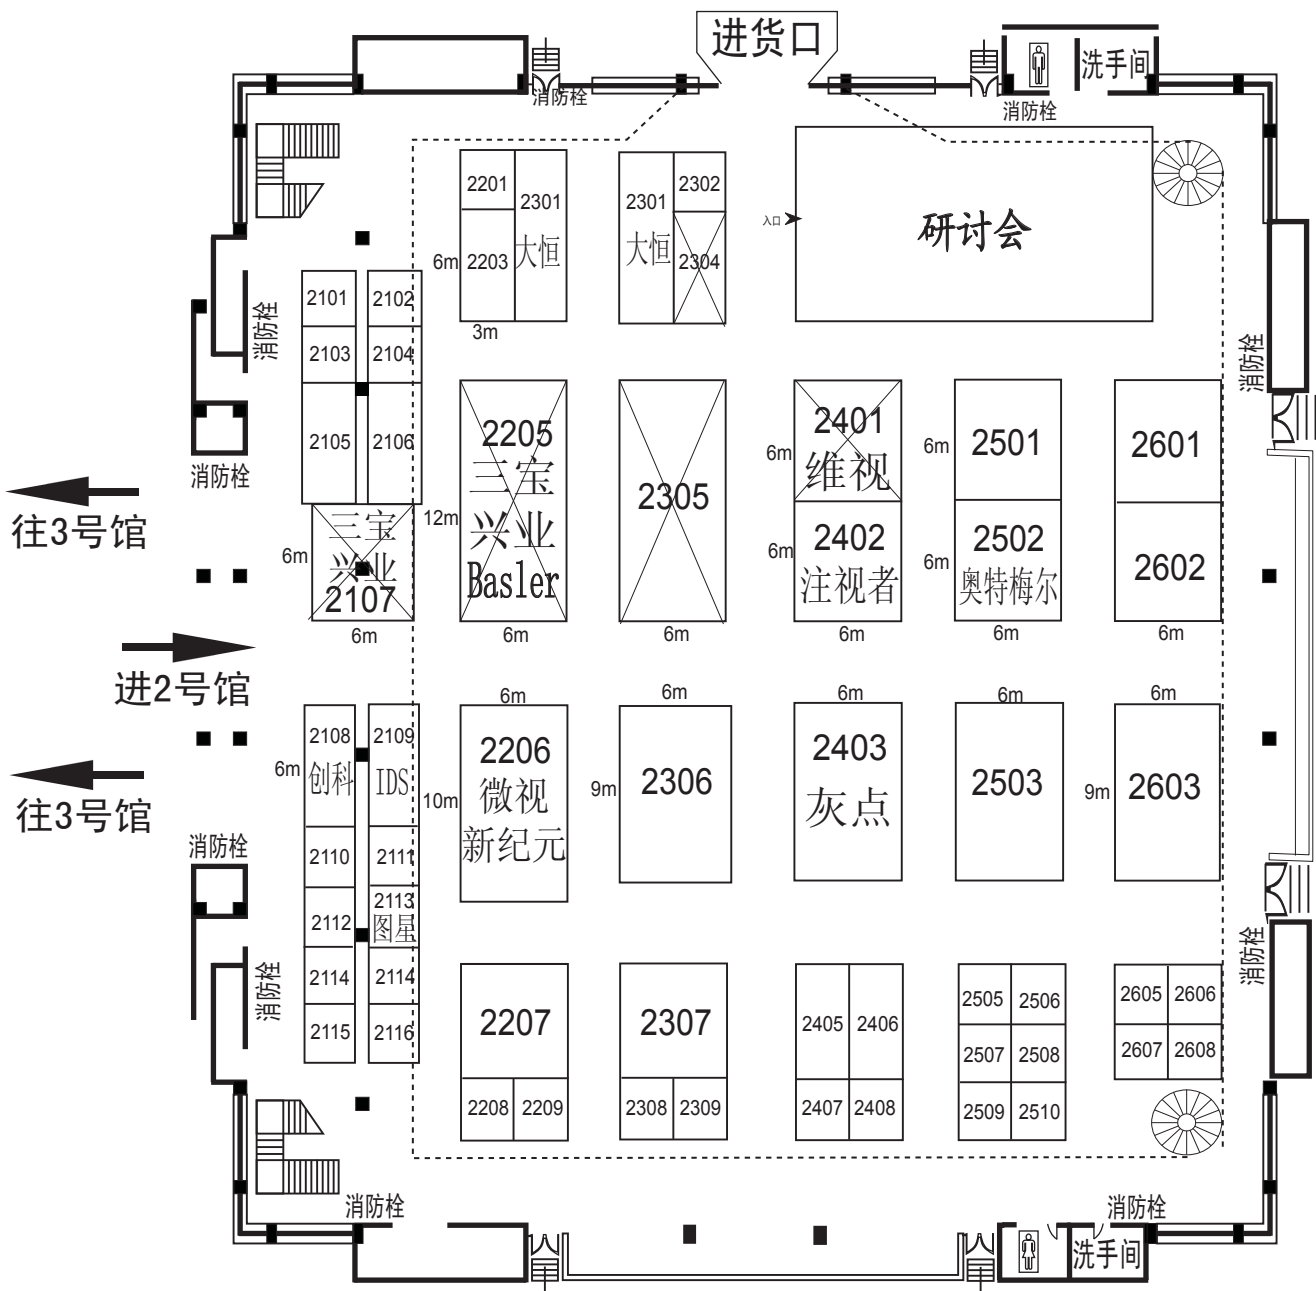 进货口
洗手间
消防栓
消防栓
2201
2301
大恒
2203
6m
3m
2301
大恒
2302
2304
入口
研讨会
2101
2102
2103
2104
2105
2106
消防栓
消防栓
消防栓
往3号馆
三宝
兴业
2107
6m
6m
2205
三宝
兴业
Basler
12m
6m
2305
6m
2401
维视
6m
2402
注视者
6m
6m
2501
6m
2502
奥特梅尔
6m
6m
2601
2602
6m
进2号馆
往3号馆
2108
创科
6m
2109
IDS
2110
2111
2112
2113
图星
2114
2114
2115
2116
6m
2206
微视
新纪元
10m
6m
2306
9m
6m
2403
灰点
6m
2503
6m
2603
9m
消防栓
消防栓
消防栓
2207
2208
2209
2307
2308
2309
2405
2406
2407
2408
2505
2506
2507
2508
2509
2510
2605
2606
2607
2608
消防栓
消防栓
洗手间